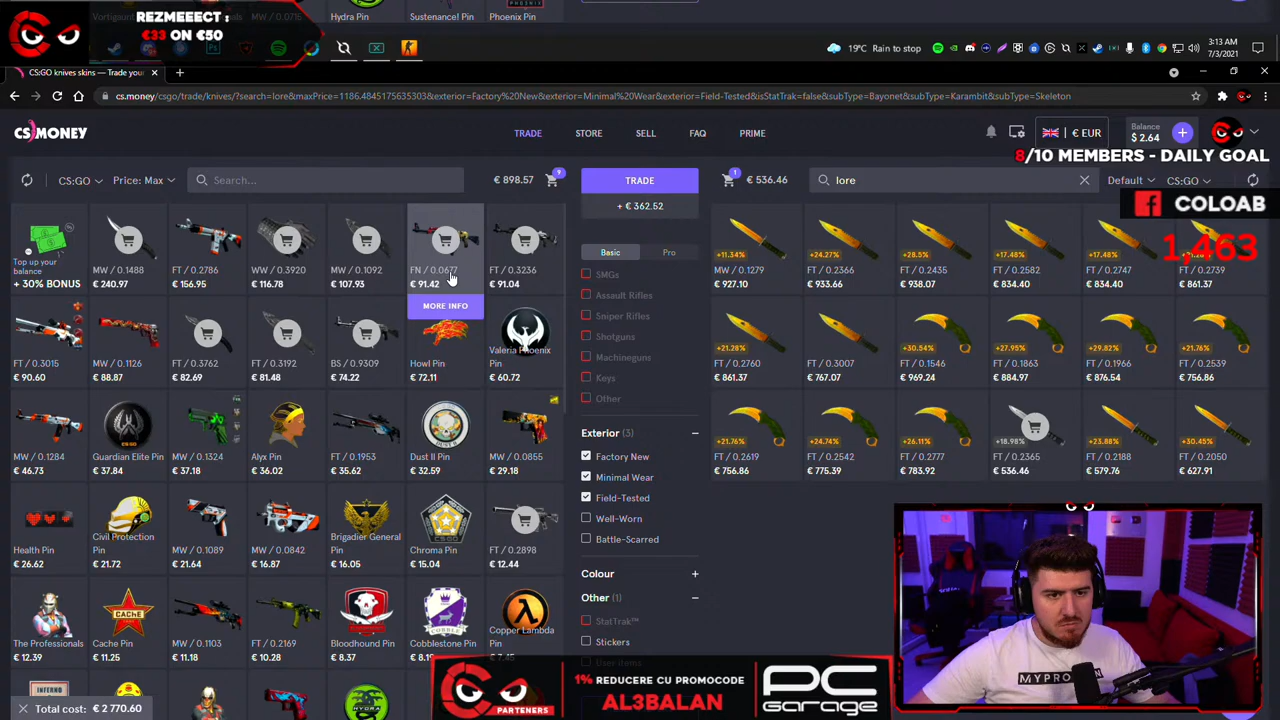 Vortigaunt
MW / 0.0715
Hydra Pin
Sustenance! Pin
Phoenix Pin
REZMEEECT :
€33 ON €50
19°C Rain to stop
3:13 AM
7/3/2021
CS:GO knives skins — Trade your
cs.money/csgo/trade/knives/?search=lore&maxPrice=1186.4845175635303&exterior=Factory%20New&exterior=Minimal%20Wear&exterior=Field-Tested&isStatTrak=false&subType=Bayonet&subType=Karambit&subType=Skeleton
CS MONEY
TRADE
STORE
SELL
FAQ
PRIME
€ EUR
Balance
$ 2.64
8/10 MEMBERS - DAILY GOAL
CS:GO
Price: Max
Search...
€ 898.57
9
TRADE
+ € 362.52
1
€ 536.46
lore
Default
CS:GO
COLOAB
1,463
Top up your
balance
+ 30% BONUS
MW / 0.1488
€ 240.97
FT / 0.2786
€ 156.95
WW / 0.3920
€ 116.78
MW / 0.1092
€ 107.93
FN / 0.0677
€ 91.42
MORE INFO
FT / 0.3236
€ 91.04
FT / 0.3015
€ 90.60
MW / 0.1126
€ 88.87
FT / 0.3762
€ 82.69
FT / 0.3192
€ 81.48
BS / 0.9309
€ 74.22
Howl Pin
€ 72.11
Valeria Phoenix
Pin
€ 60.72
MW / 0.1284
€ 46.73
Guardian Elite Pin
€ 37.84
MW / 0.1324
€ 37.18
Alyx Pin
€ 36.02
FT / 0.1953
€ 35.62
DUST II
Dust II Pin
€ 32.59
MW / 0.0855
€ 29.18
Health Pin
€ 26.62
Civil Protection
Pin
€ 21.72
MW / 0.1089
€ 21.64
MW / 0.0842
€ 16.87
Brigadier General
Pin
€ 16.05
Chroma Pin
€ 15.04
FT / 0.2898
€ 12.44
The Professionals
€ 12.39
CACHE
Cache Pin
€ 11.25
MW / 0.1103
€ 11.18
FT / 0.2169
€ 10.28
Bloodhound Pin
€ 8.37
COBBLE
Cobblestone Pin
Copper Lambda
Pin
INFERNO
HYDRA
Total cost: € 2 770.60
Basic
Pro
SMGs
Assault Rifles
Sniper Rifles
Shotguns
Machineguns
Keys
Other
Exterior (3)
Factory New
Minimal Wear
Field-Tested
Well-Worn
Battle-Scarred
Colour
Other (1)
StatTrak™
Stickers
User items
+11.34%
MW / 0.1279
€ 927.10
+24.27%
FT / 0.2366
€ 933.66
+28.5%
FT / 0.2435
€ 938.07
+17.48%
FT / 0.2582
€ 834.40
+17.48%
FT / 0.2747
€ 834.40
FT / 0.2739
€ 861.37
+21.28%
FT / 0.2760
€ 861.37
FT / 0.3007
€ 767.07
+30.54%
FT / 0.1546
€ 969.24
+27.95%
FT / 0.1863
€ 884.97
+29.82%
FT / 0.1966
€ 876.54
+21.76%
FT / 0.2539
€ 756.86
+21.76%
FT / 0.2619
€ 756.86
+24.74%
FT / 0.2542
€ 775.39
+26.11%
FT / 0.2777
€ 783.92
+18.98%
FT / 0.2365
€ 536.46
+23.88%
FT / 0.2188
€ 579.76
+30.45%
FT / 0.2050
€ 627.91
PARTENERS
1% REDUCERE CU PROMOCODE
AL3BALAN
PC
GARAGE